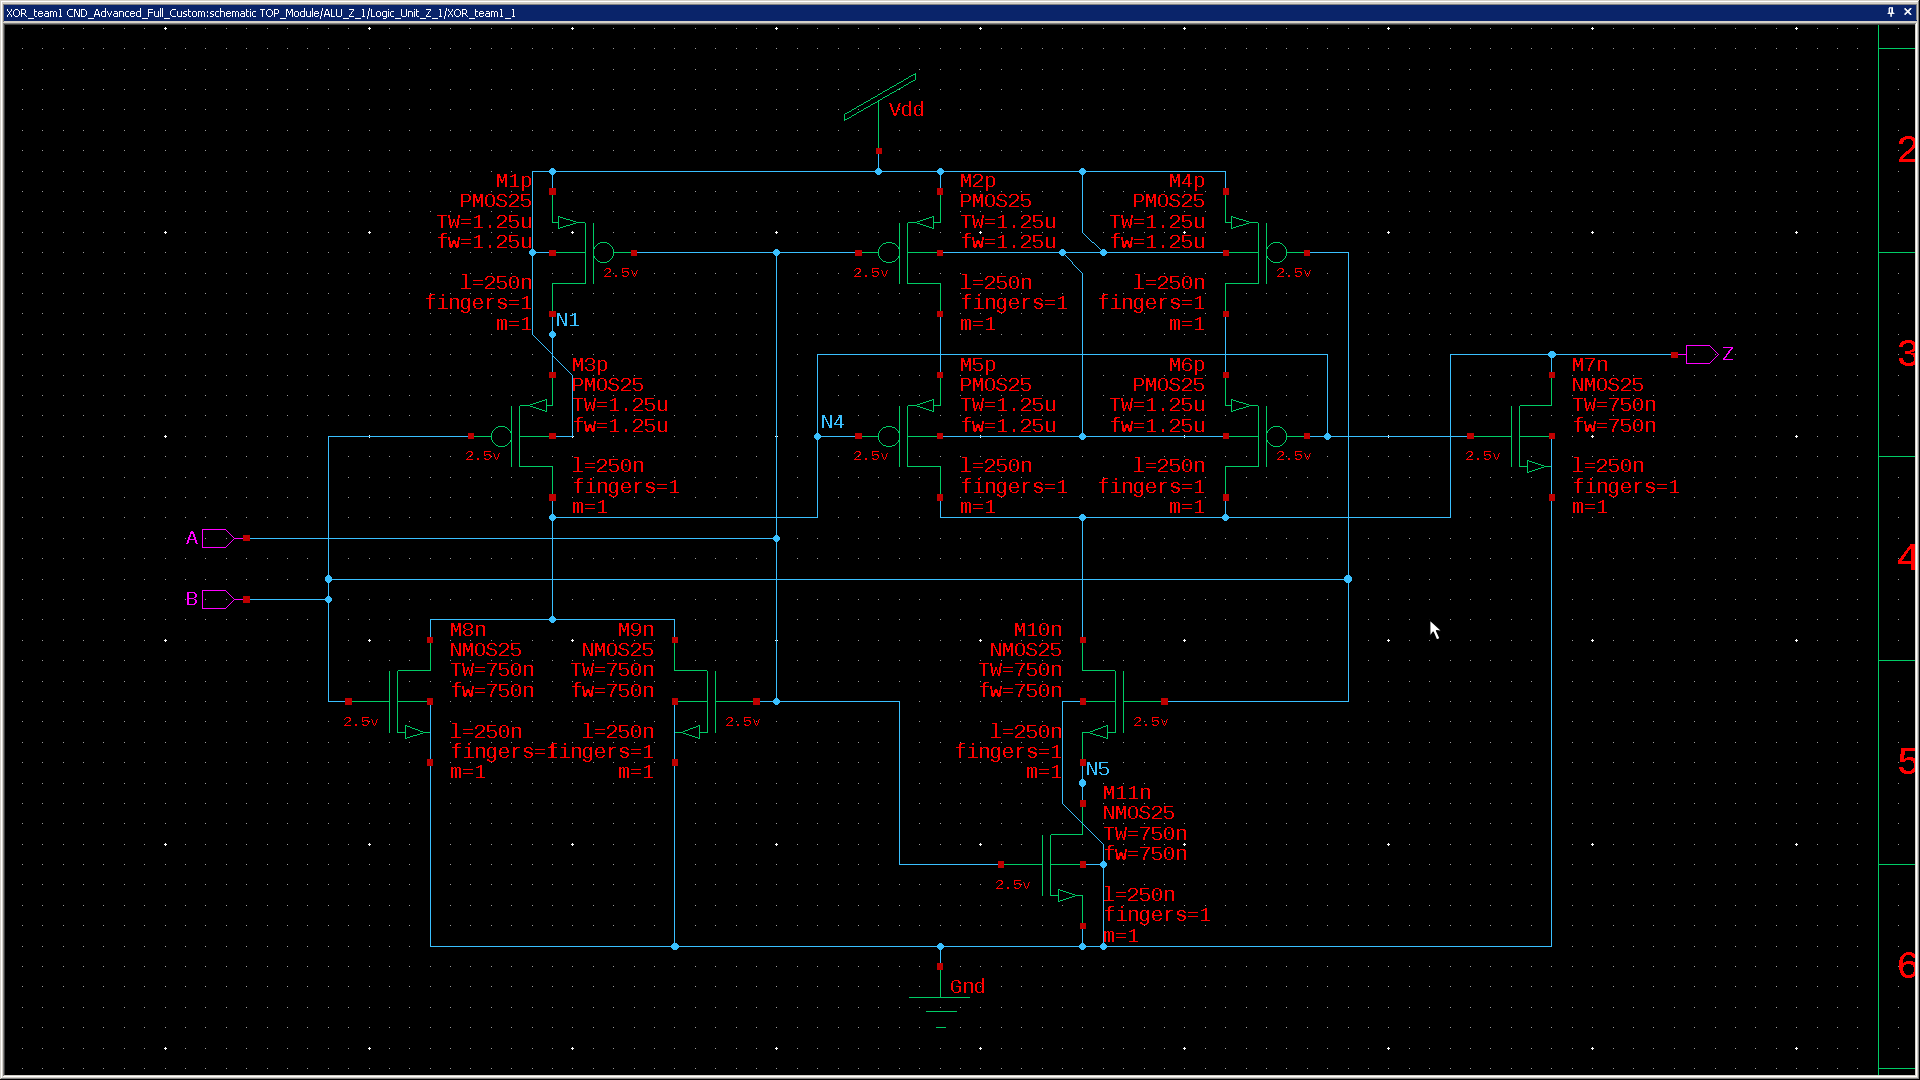 XOR_team1 CND_Advanced_Full_Custom:schematic TOP_Module/ALU_Z_1/Logic_Unit_Z_1/XOR_team1_1
Vdd
M1p
PMOS25
TW=1.25u
fw=1.25u
2.5v
l=250n
fingers=1
m=1
N1
M2p
PMOS25
TW=1.25u
fw=1.25u
2.5v
l=250n
fingers=1
m=1
M4p
PMOS25
TW=1.25u
fw=1.25u
2.5v
l=250n
fingers=1
m=1
2
M3p
PMOS25
TW=1.25u
fw=1.25u
2.5v
l=250n
fingers=1
m=1
N4
M5p
PMOS25
TW=1.25u
fw=1.25u
2.5v
l=250n
fingers=1
m=1
M6p
PMOS25
TW=1.25u
fw=1.25u
2.5v
l=250n
fingers=1
m=1
M7n
NMOS25
TW=750n
fw=750n
2.5v
l=250n
fingers=1
m=1
Z
3
A
B
4
M8n
NMOS25
TW=750n
fw=750n
2.5v
l=250n
fingers=1
m=1
M9n
NMOS25
TW=750n
fw=750n
2.5v
l=250n
fingers=1
m=1
M10n
NMOS25
TW=750n
fw=750n
2.5v
l=250n
fingers=1
m=1
N5
5
M11n
NMOS25
TW=750n
fw=750n
2.5v
l=250n
fingers=1
m=1
Gnd
6